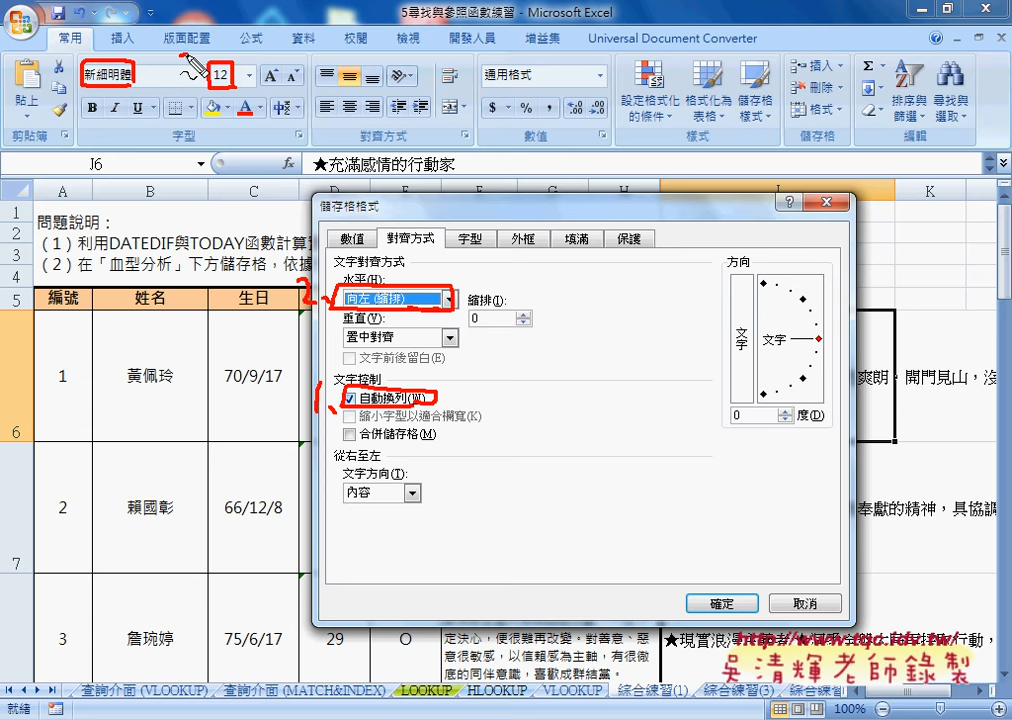 5尋找與參照函數練習 - Microsoft Excel
常用 插入 版面配置 公式 資料 校閱 檢視 開發人員 增益集 Universal Document Converter
新細明體 12 通用格式
貼上 B I U $ % , 設定格式化的條件 格式化為表格 儲存格樣式 插入 刪除 格式 Σ 排序與篩選 尋找與選取
剪貼簿 字型 對齊方式 數值 樣式 儲存格 編輯
J6 fx ★充滿感情的行動家
A B C K
1 問題說明：
2
3 （1）利用DATEDIF與TODAY函數計算
4 （2）在「血型分析」下方儲存格，依據
5 編號 姓名 生日
6 1 黃佩玲 70/9/17 爽朗，開門見山，沒
7 2 賴國彰 66/12/8 奉獻的精神，具協調
3 詹琬婷 75/6/17 29 O
定決心，便很難再改變。對善意、惡
意很敏感，以信賴感為主軸，有很徹
底的同伴意識，喜歡成群結黨。
儲存格格式
數值 對齊方式 字型 外框 填滿 保護
文字對齊方式
水平(H):
向左 (縮排) 縮排(I):
垂直(V): 0
置中對齊
文字前後留白(E)
文字控制
自動換列(W)
縮小字型以適合欄寬(K)
合併儲存格(M)
從右至左
文字方向(T):
內容
方向
文字 文字
0 度(D)
確定 取消
http://www.tqc.idv.tw/
吳清輝老師錄製
查詢介面 (VLOOKUP) 查詢介面 (MATCH&INDEX) LOOKUP HLOOKUP VLOOKUP 綜合練習(1) 綜合練習(3) 綜合練習
就緒 100%